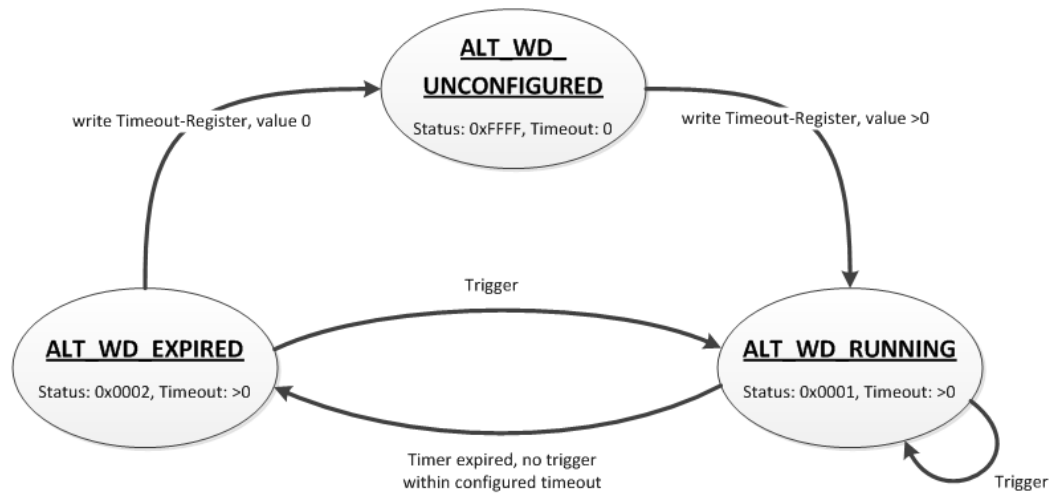 ALT_WD_
UNCONFIGURED
Status: 0xFFFF, Timeout: 0
write Timeout-Register, value 0
write Timeout-Register, value >0
Trigger
ALT_WD_EXPIRED
Status: 0x0002, Timeout: >0
ALT_WD_RUNNING
Status: 0x0001, Timeout: >0
Timer expired, no trigger
within configured timeout
Trigger